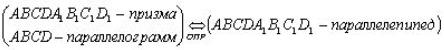 (ABCDA₁B₁C₁D₁ – призма
ABCD – параллелограмм) ⇔ опр (ABCDA₁B₁C₁D₁ – параллелепипед)